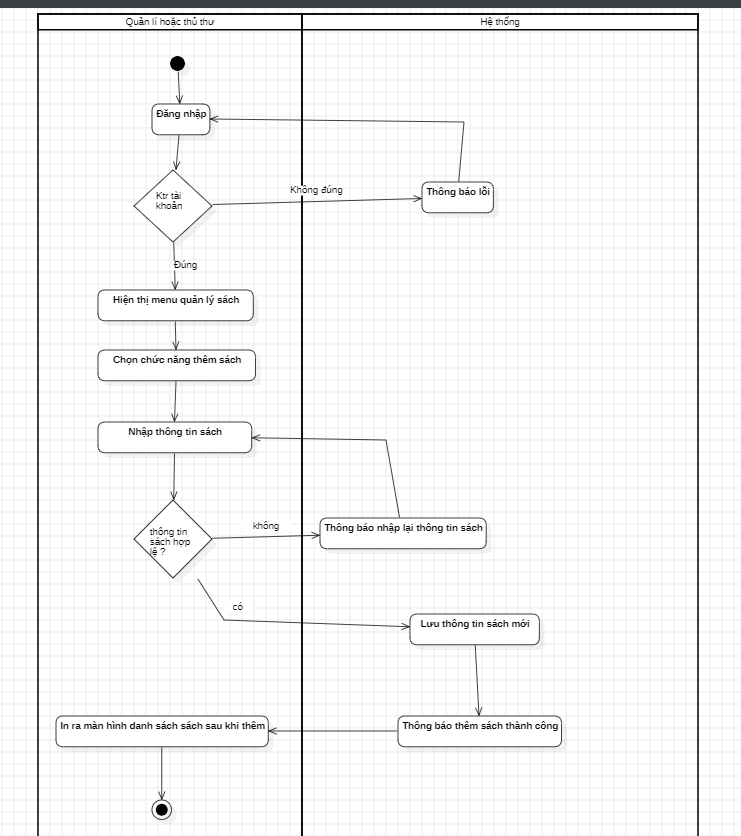 Quản lí hoặc thủ thư
Hệ thống
Đăng nhập
Ktr tài
khoản
Không đúng
Thông báo lỗi
Đúng
Hiện thị menu quản lý sách
Chọn chức năng thêm sách
Nhập thông tin sách
thông tin
sách hợp
lệ ?
không
Thông báo nhập lại thông tin sách
có
Lưu thông tin sách mới
In ra màn hình danh sách sách sau khi thêm
Thông báo thêm sách thành công